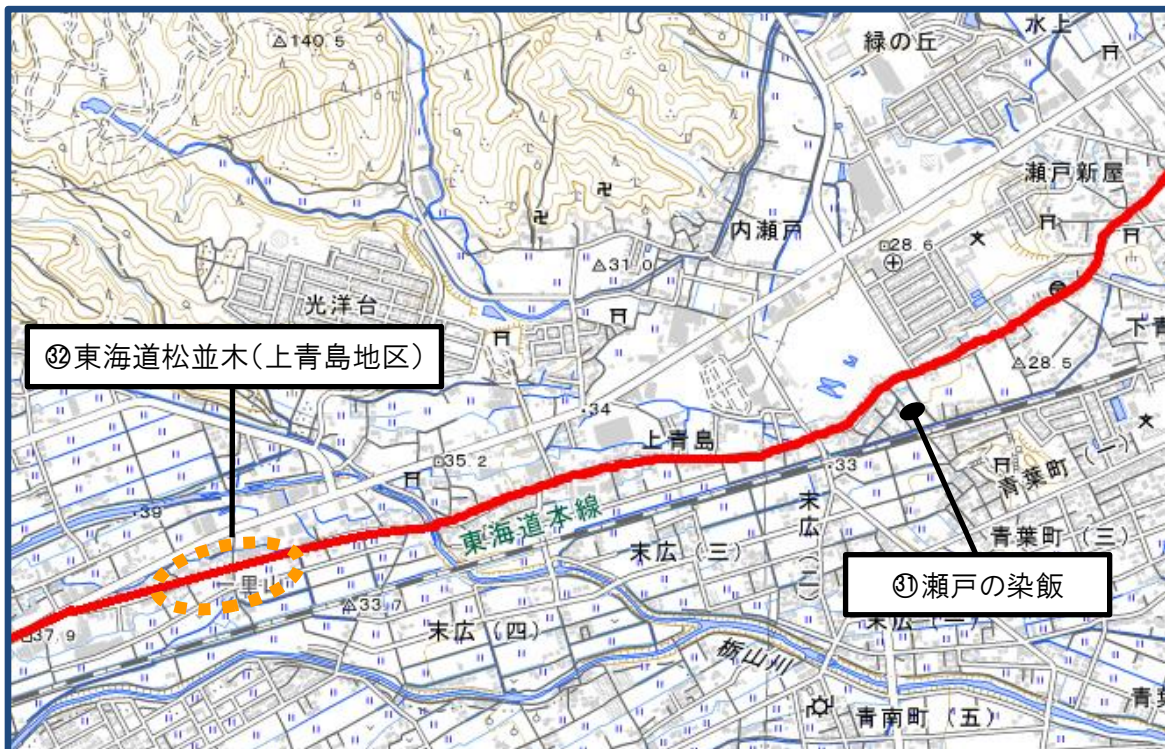 140.5
水上
緑の丘
瀬戸新屋
内瀬戸
28.6
31.0
光洋台
㉜東海道松並木(上青島地区)
28.5
34
上青島
35.2
33
青葉町(一)
39
東海道本線
末広(三)
末広(二)
青葉町(三)
一里山
㉛瀬戸の染飯
33.7
37.9
末広(四)
栃山川
青南町(五)